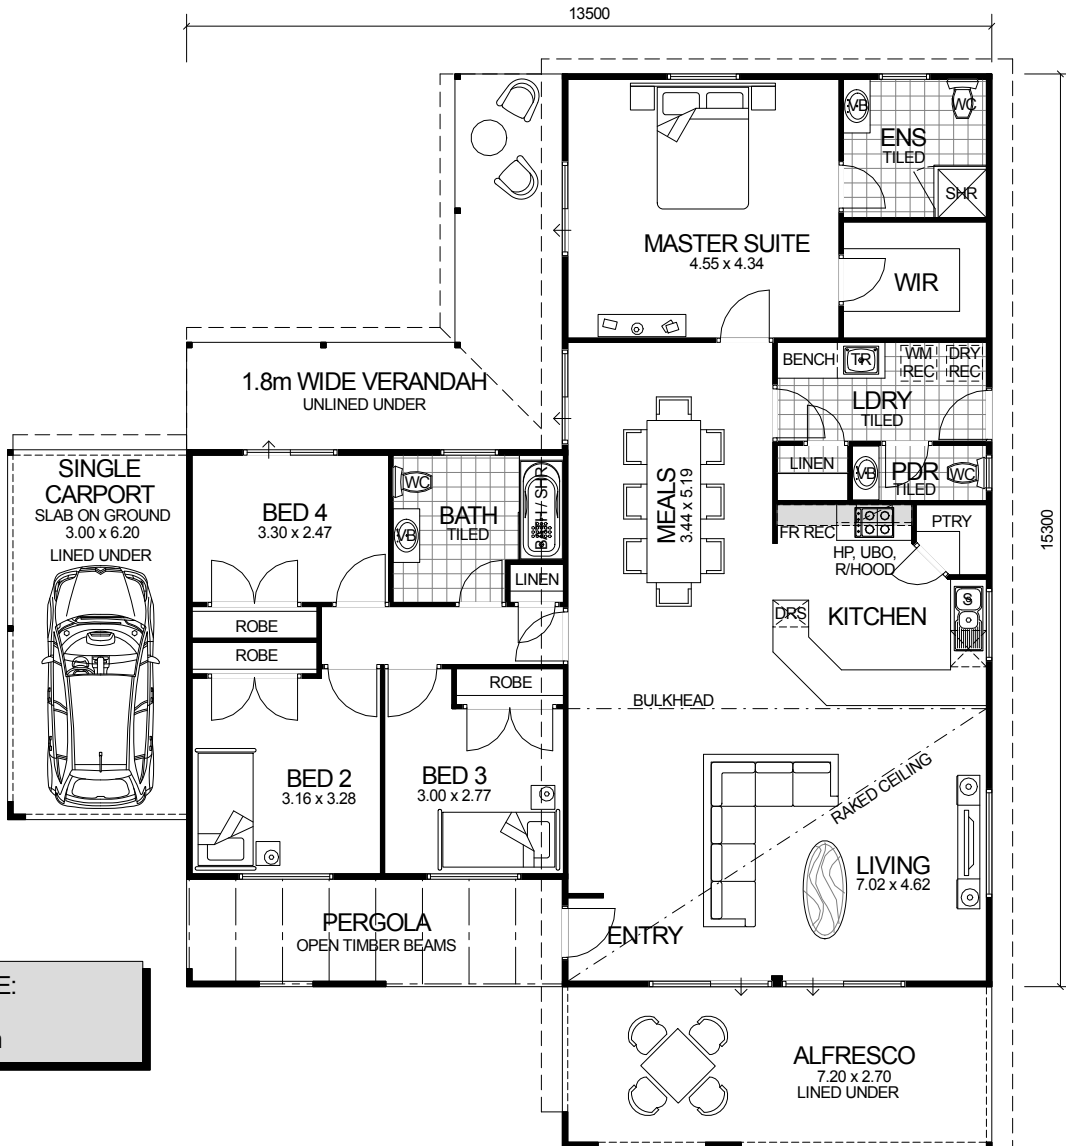 13500
VB
WC
ENS
TILED
SHR
MASTER SUITE
4.55 x 4.34
WIR
1.8m WIDE VERANDAH
UNLINED UNDER
BENCH
TR
WM
REC
DRY
REC
LDRY
TILED
LINEN
VB
PDR
TILED
WC
SINGLE
CARPORT
SLAB ON GROUND
3.00 x 6.20
LINED UNDER
BED 4
3.30 x 2.47
WC
VB
BATH
TILED
BATH / SHR
LINEN
MEALS
3.44 x 5.19
FR REC
HP, UBO,
R/HOOD
PTRY
15300
ROBE
ROBE
DRS
KITCHEN
S
ROBE
BULKHEAD
BED 2
3.16 x 3.28
BED 3
3.00 x 2.77
RAKED CEILING
LIVING
7.02 x 4.62
PERGOLA
OPEN TIMBER BEAMS
ENTRY
E:
ALFRESCO
7.20 x 2.70
LINED UNDER